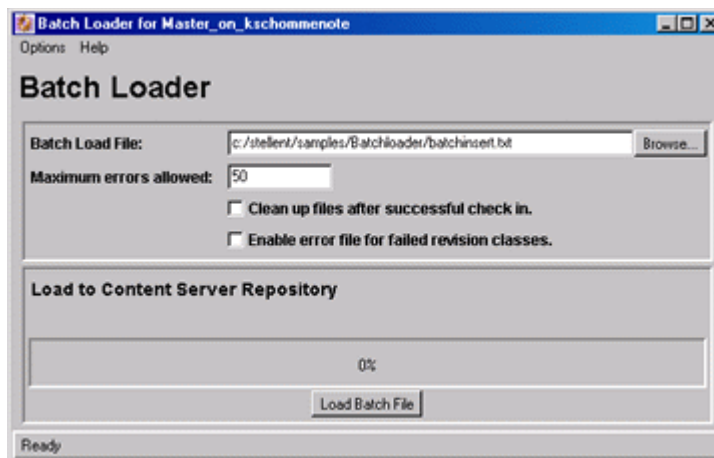 Batch Loader for Master_on_kschommenote
Options Help
Batch Loader
Batch Load File: c:/stellent/samples/Batchloader/batchinsert.txt Browse...
Maximum errors allowed: 50
Clean up files after successful check in.
Enable error file for failed revision classes.
Load to Content Server Repository
0%
Load Batch File
Ready